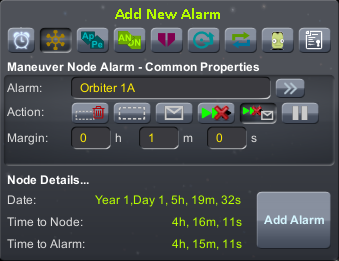 Add New Alarm
Ap Pe AN DN
Maneuver Node Alarm - Common Properties
Alarm: Orbiter 1A
Action:
Margin: 0 h 1 m 0 s
Node Details...
Date: Year 1,Day 1, 5h, 19m, 32s
Time to Node: 4h, 16m, 11s
Time to Alarm: 4h, 15m, 11s
Add Alarm